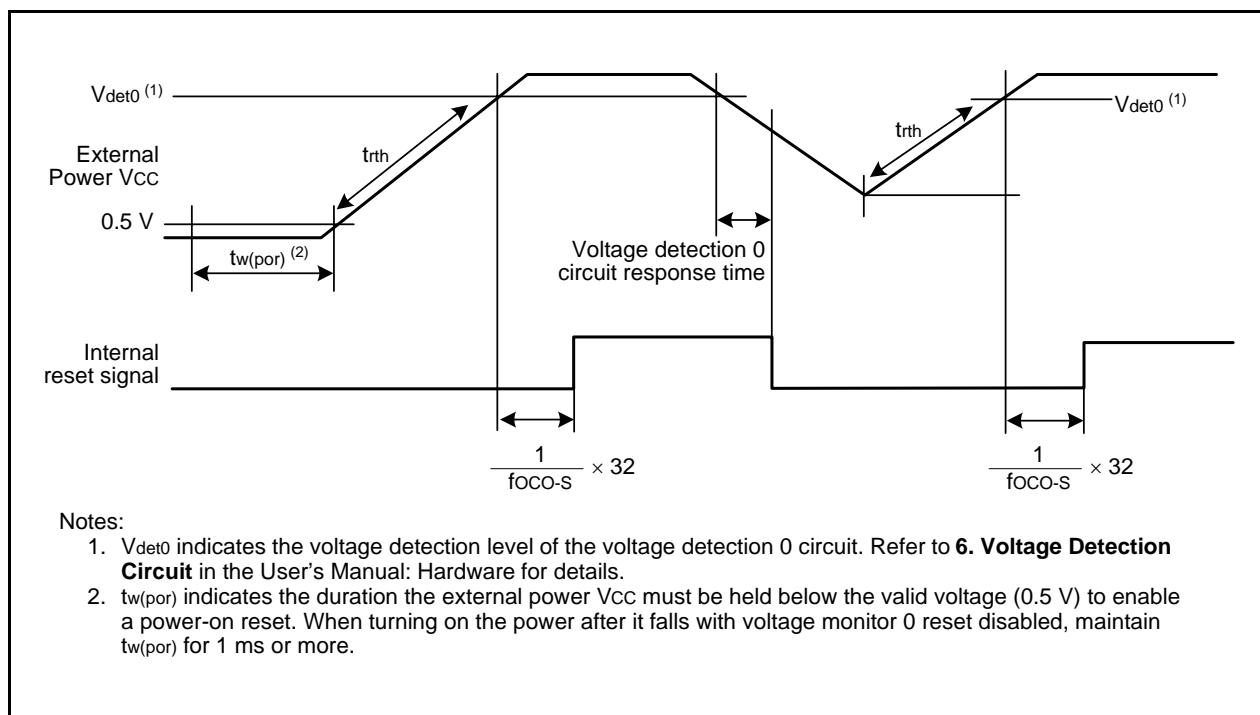 Vdet0 (1)
Vdet0 (1)
trth
trth
External
Power VCC
0.5 V
tw(por) (2)
Voltage detection 0
circuit response time
Internal
reset signal
1
fOCO-S
× 32
1
fOCO-S
× 32
Notes:
1. Vdet0 indicates the voltage detection level of the voltage detection 0 circuit. Refer to 6. Voltage Detection
Circuit in the User's Manual: Hardware for details.
2. tw(por) indicates the duration the external power VCC must be held below the valid voltage (0.5 V) to enable
a power-on reset. When turning on the power after it falls with voltage monitor 0 reset disabled, maintain
tw(por) for 1 ms or more.